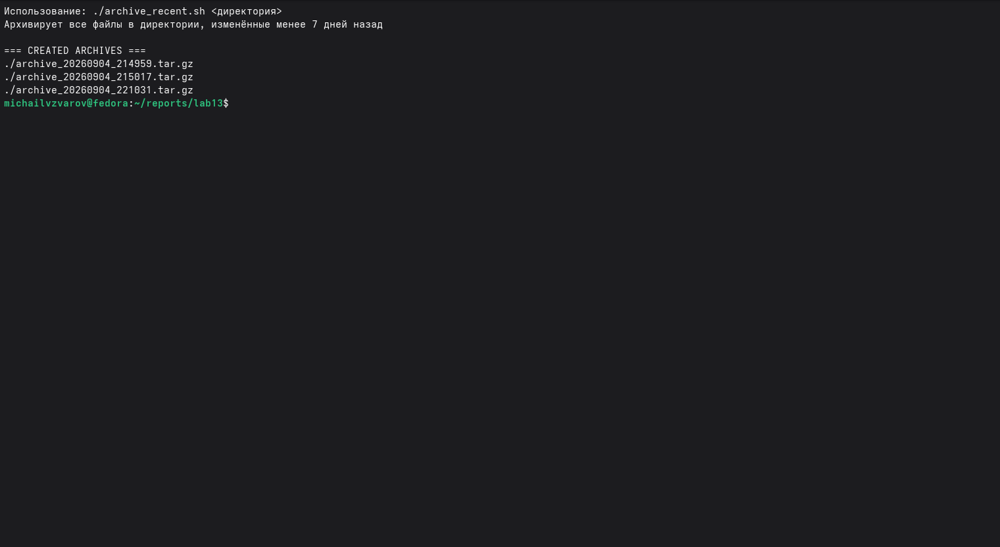 Использование: ./archive_recent.sh <директория>
Архивирует все файлы в директории, изменённые менее 7 дней назад
=== CREATED ARCHIVES ===
./archive_20260904_214959.tar.gz
./archive_20260904_215017.tar.gz
./archive_20260904_221031.tar.gz
michailvzvarov@fedora:~/reports/lab13$